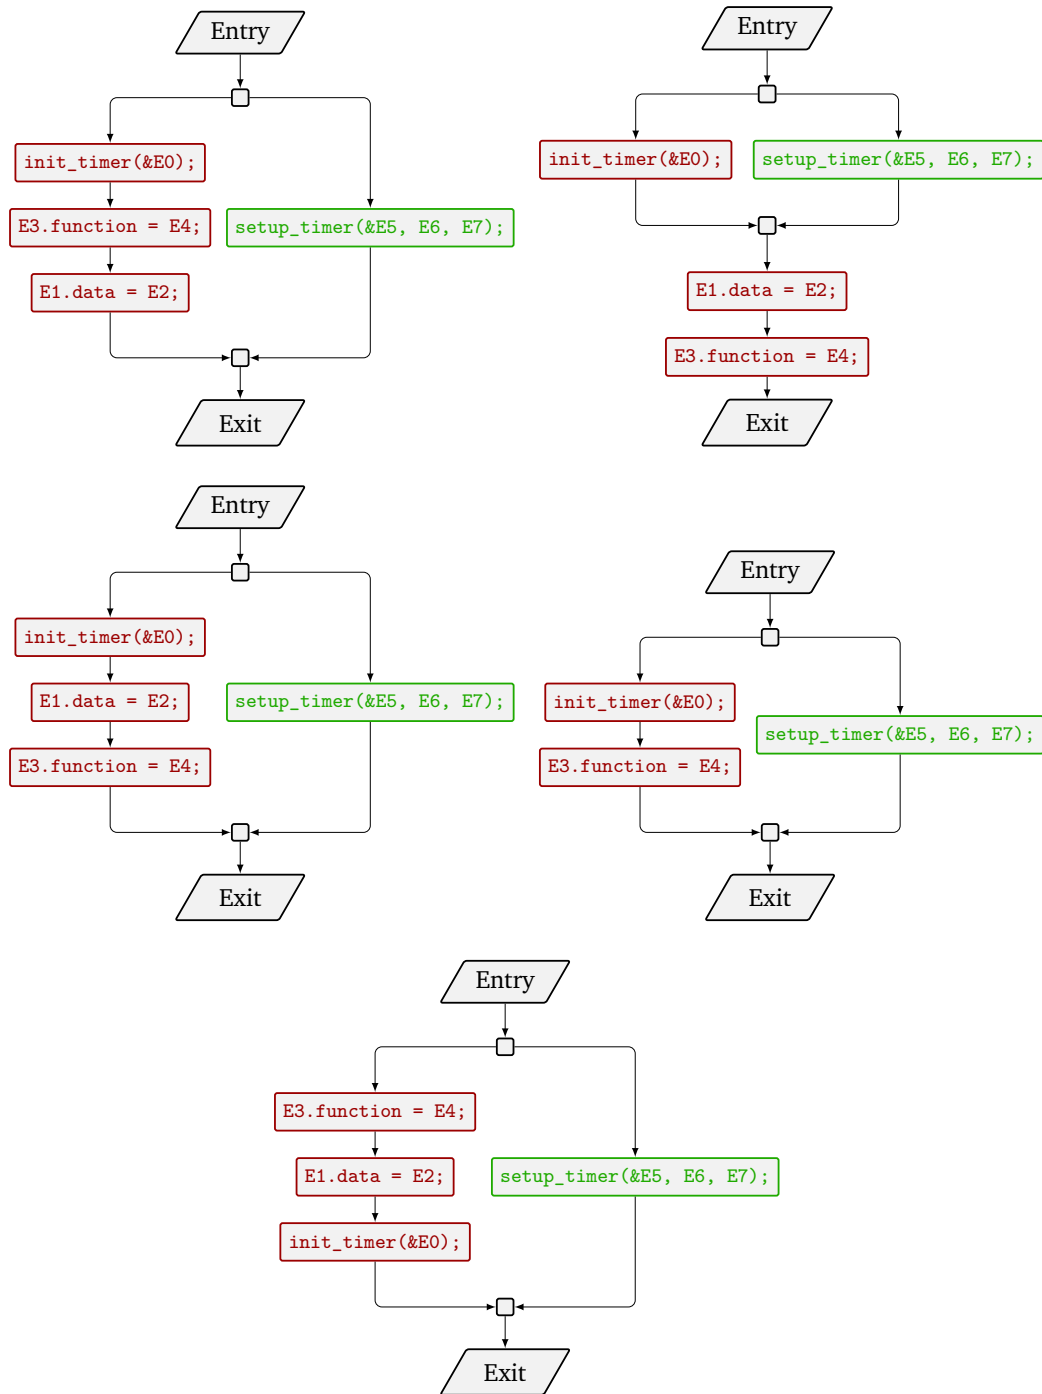 Entry
init_timer(&E0);
E3.function = E4;
setup_timer(&E5, E6, E7);
E1.data = E2;
Exit
Entry
init_timer(&E0);
setup_timer(&E5, E6, E7);
E1.data = E2;
E3.function = E4;
Exit
Entry
init_timer(&E0);
E1.data = E2;
setup_timer(&E5, E6, E7);
E3.function = E4;
Exit
Entry
init_timer(&E0);
setup_timer(&E5, E6, E7);
E3.function = E4;
Exit
Entry
E3.function = E4;
E1.data = E2;
setup_timer(&E5, E6, E7);
init_timer(&E0);
Exit